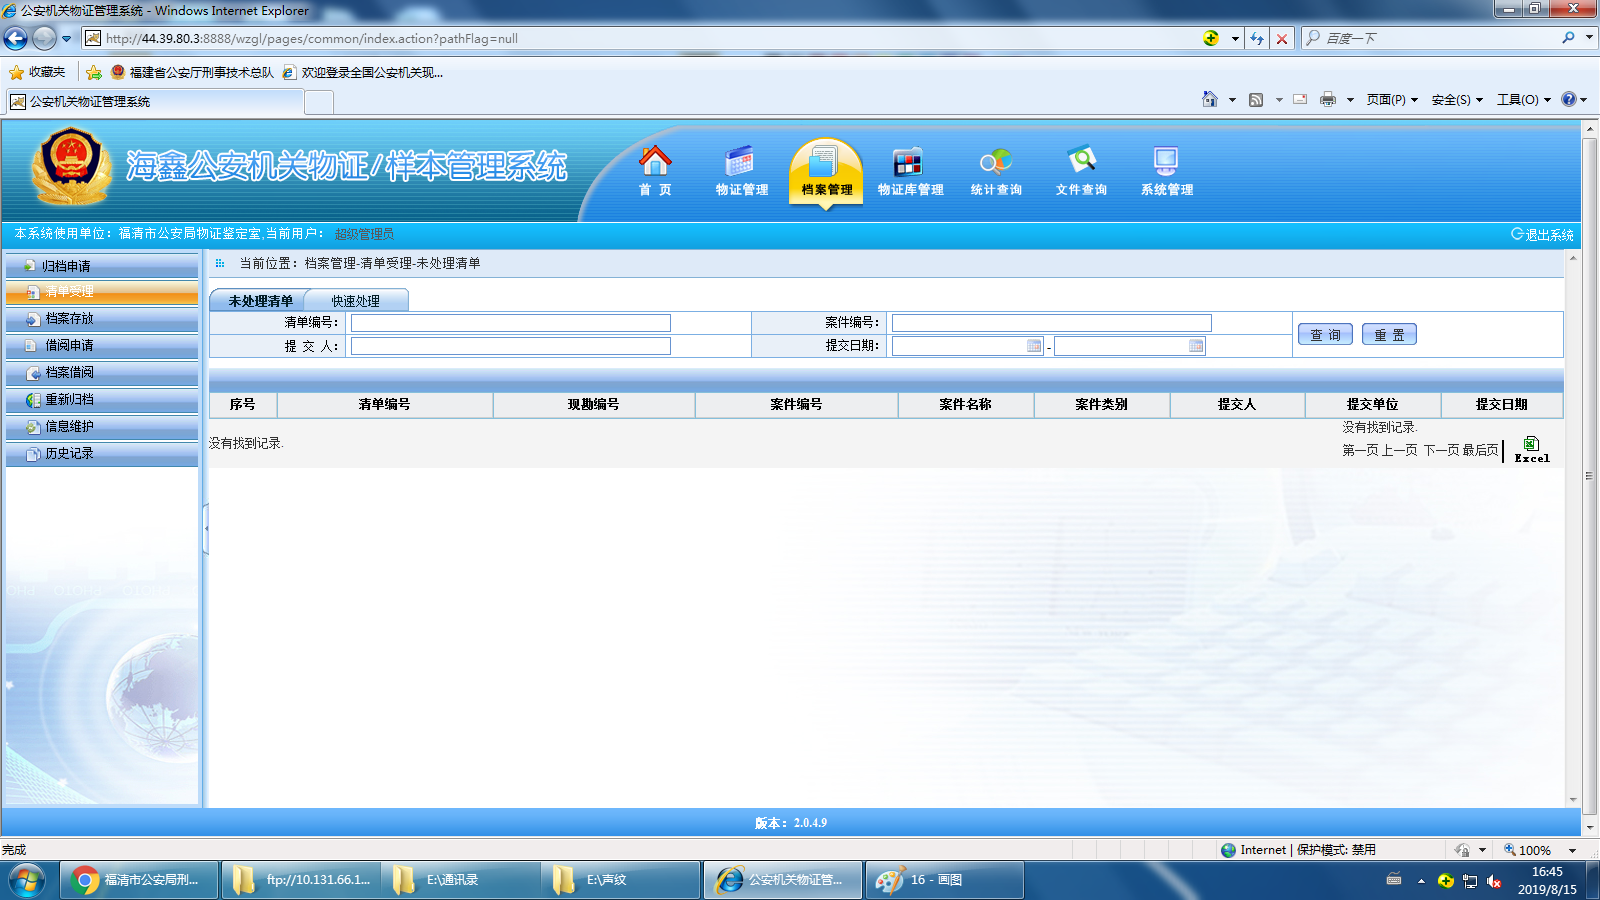 公安机关物证管理系统 - Windows Internet Explorer
http://44.39.80.3:8888/wzgl/pages/common/index.action?pathFlag=null
百度一下
收藏夹
福建省公安厅刑事技术总队
欢迎登录全国公安机关现...
公安机关物证管理系统
页面(P)
安全(S)
工具(O)
海鑫公安机关物证/样本管理系统
首 页
物证管理
档案管理
物证库管理
统计查询
文件查询
系统管理
本系统使用单位：福清市公安局物证鉴定室,当前用户： 超级管理员
退出系统
归档申请
清单受理
档案存放
借阅申请
档案借阅
重新归档
信息维护
历史记录
当前位置：档案管理-清单受理-未处理清单
未处理清单
快速处理
清单编号：
案件编号：
提 交 人：
提交日期：
-
查 询
重 置
序号
清单编号
现勘编号
案件编号
案件名称
案件类别
提交人
提交单位
提交日期
没有找到记录.
没有找到记录.
第一页 上一页 下一页 最后页
Excel
版本：2.0.4.9
完成
Internet | 保护模式: 禁用
100%
福清市公安局刑...
ftp://10.131.66.1...
E:\通讯录
E:\声纹
公安机关物证管...
16 - 画图
16:45
2019/8/15